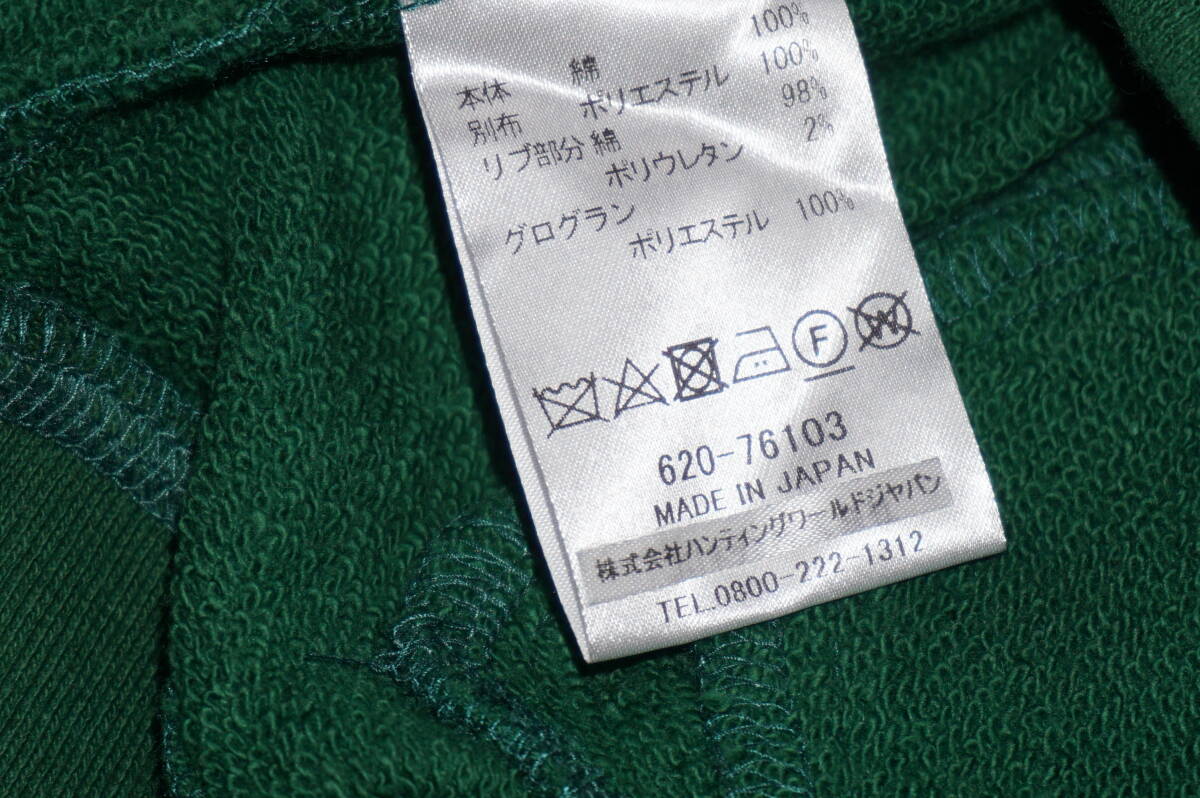 本体 綿 100%
別布 ポリエステル 100%
リブ部分 綿 98%
ポリウレタン 2%
グログラン
ポリエステル 100%
F
W
620-76103
MADE IN JAPAN
株式会社ハンティングワールドジャパン
TEL.0800-222-1312